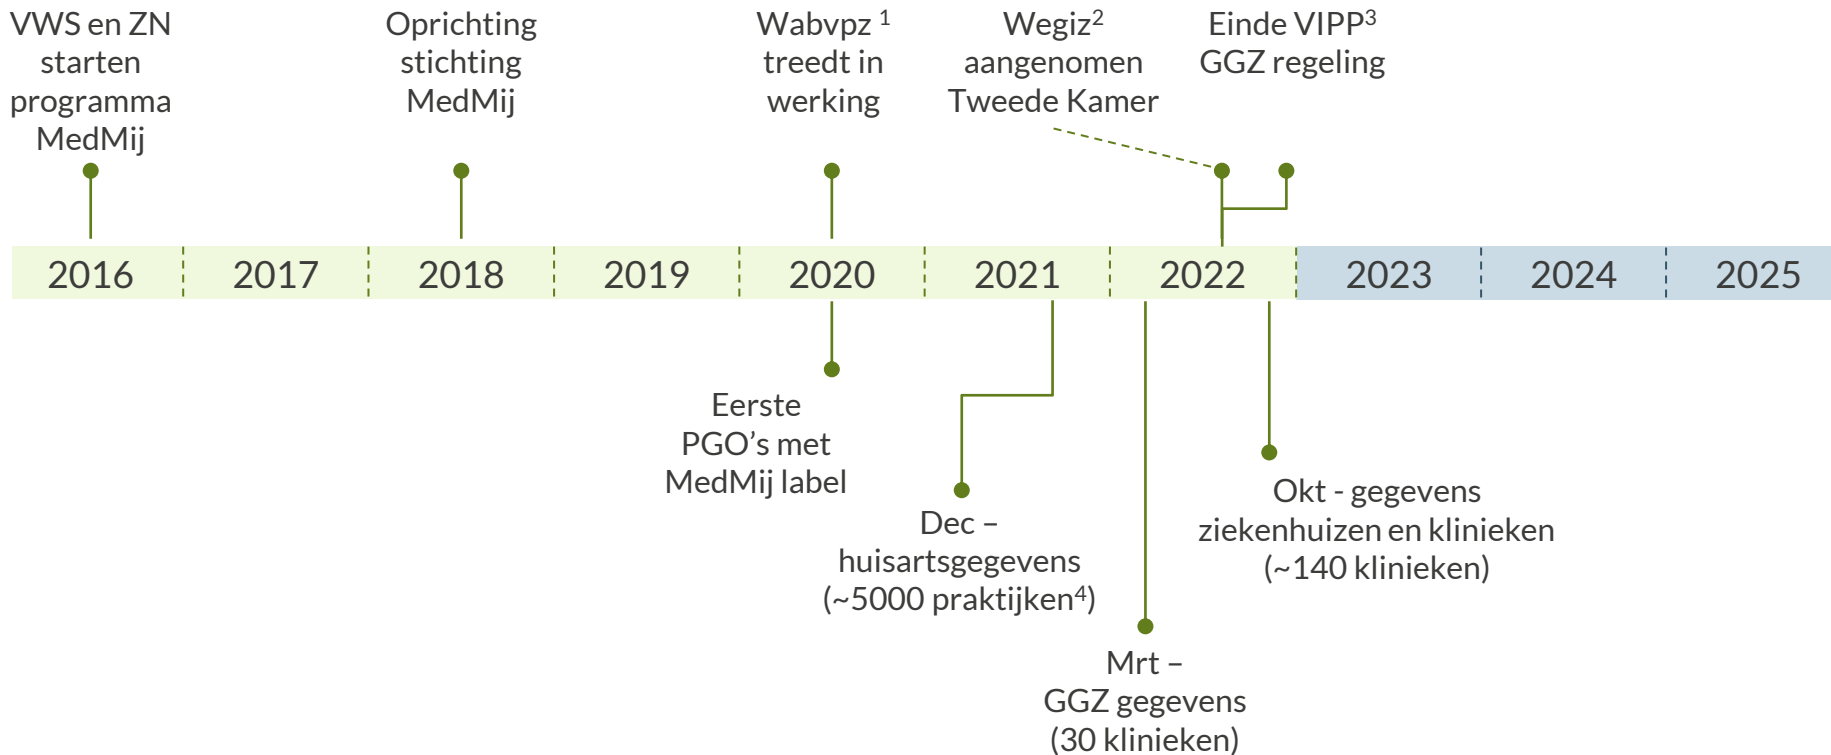 VWS en ZN
starten
programma
MedMij
Oprichting
stichting
MedMij
Wabvpz ¹
treedt in
werking
Wegiz²
aangenomen
Tweede Kamer
Einde VIPP³
GGZ regeling
2016
2017
2018
2019
2020
2021
2022
2023
2024
2025
Eerste
PGO’s met
MedMij label
Dec –
huisartsgegevens
(~5000 praktijken⁴)
Mrt –
GGZ gegevens
(30 klinieken)
Okt - gegevens
ziekenhuizen en klinieken
(~140 klinieken)